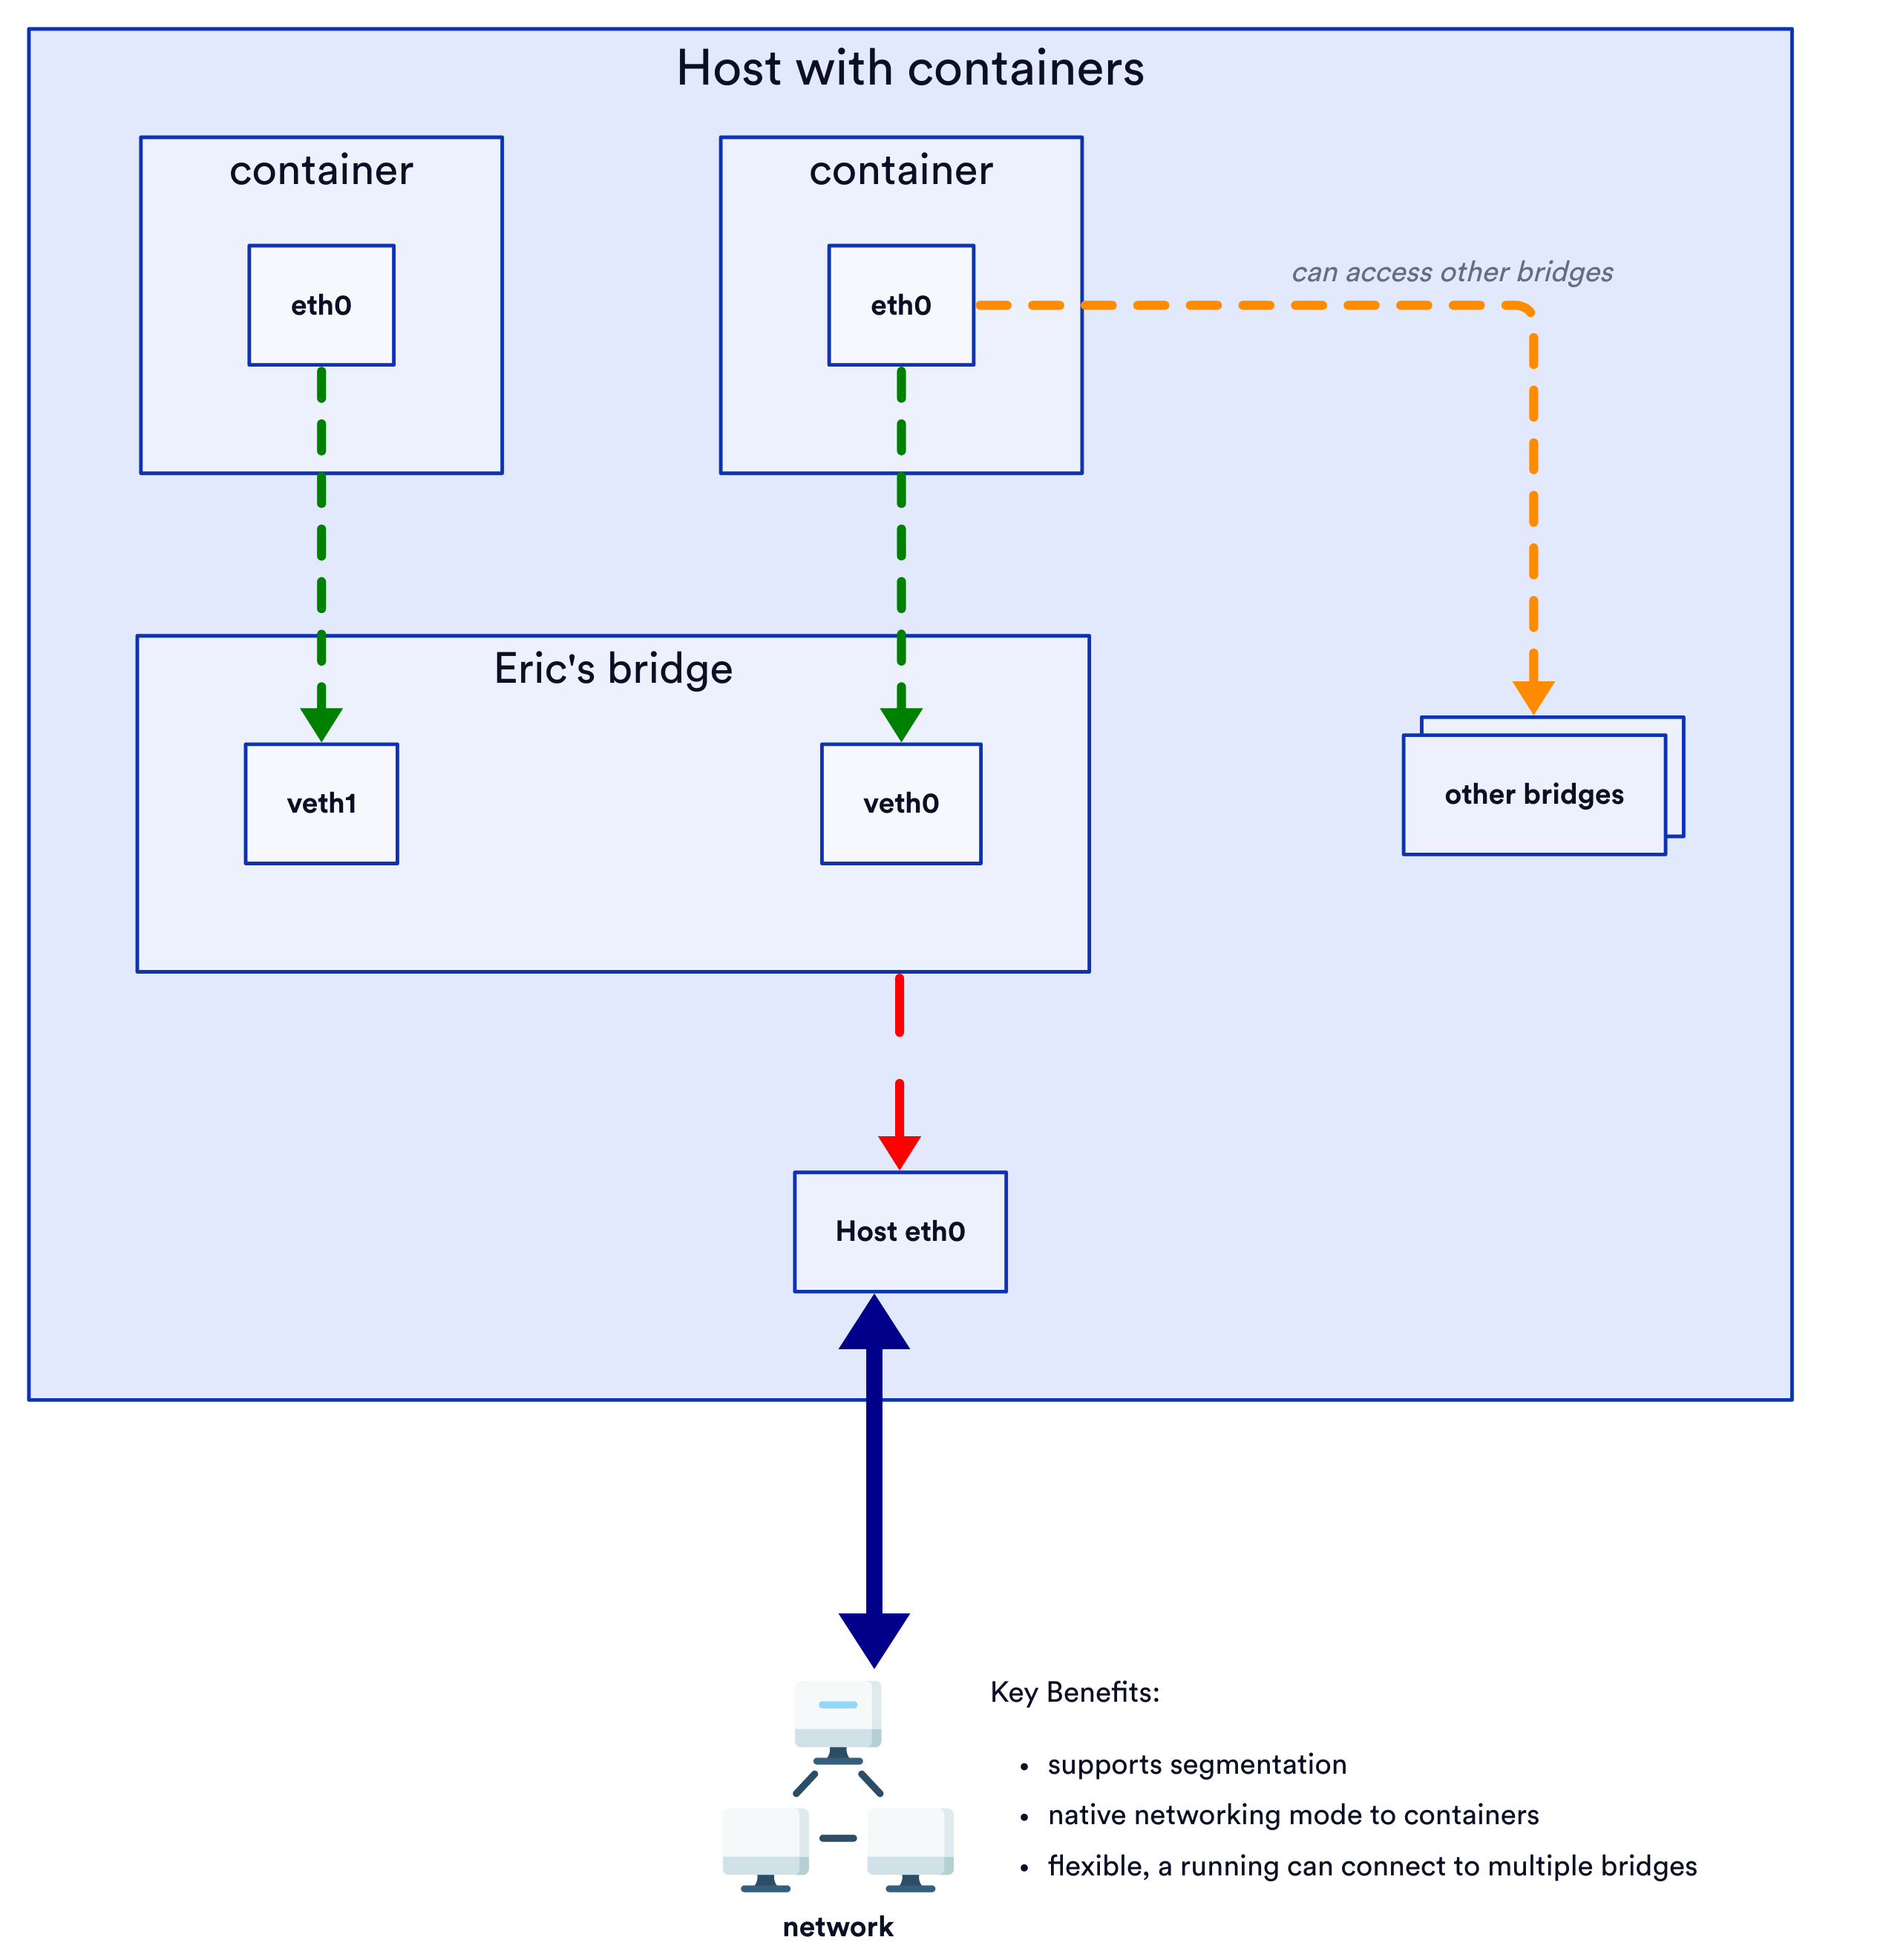 Host with containers
container
container
eth0
eth0
can access other bridges
Eric's bridge
veth1
veth0
other bridges
Host eth0
Key Benefits:
• supports segmentation
• native networking mode to containers
• flexible, a running can connect to multiple bridges
network